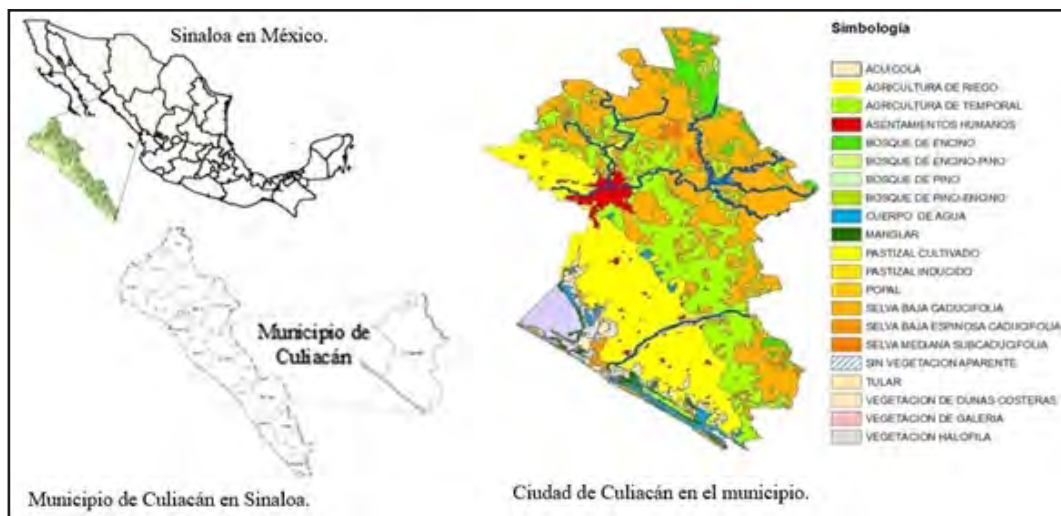 Sinaloa en México.
Municipio de
Culiacán
Municipio de Culiacán en Sinaloa.
Ciudad de Culiacán en el municipio.
Simbología
ACUICOLA
AGRICULTURA DE RIEGO
AGRICULTURA DE TEMPORAL
ASENTAMIENTOS HUMANOS
BOSQUE DE ENCINO
BOSQUE DE ENCINO-PINO
BOSQUE DE PINO
BOSQUE DE PINO-ENCINO
CUERPO DE AGUA
MANGLAR
PASTIZAL CULTIVADO
PASTIZAL INDUCIDO
POPAL
SELVA BAJA CADUCIFOLIA
SELVA BAJA ESPINOSA CADUCIFOLIA
SELVA MEDIANA SUBCADUCIFOLIA
SIN VEGETACION APARENTE
TULAR
VEGETACION DE DUNAS COSTERAS
VEGETACION DE GALERIA
VEGETACION HALOFILA